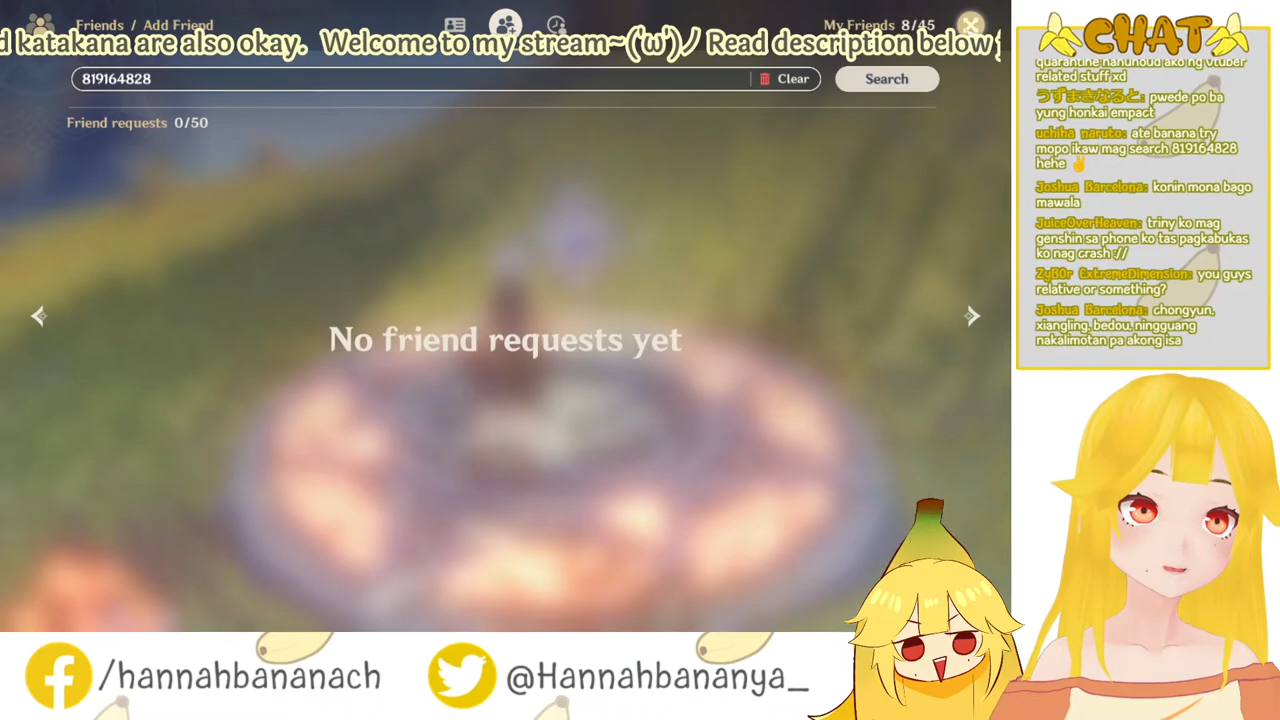 Friends / Add Friend
My Friends 8/45
d katakana are also okay. Welcome to my stream~('ω')ノ Read description below
819164828
Clear
Search
Friend requests 0/50
No friend requests yet
CHAT
quarantine nahuhoud ako ng vtuber
related stuff xd
うずまきなると: pwede po ba
yung honkai empact
uchiha naruto: ate banana try
mopo ikaw mag search 819164828
hehe ✌
Joshua Barcelona: konin mona bago
mawala
JuiceOverHeaven: triny ko mag
genshin sa phone ko tas pagkabukas
ko nag crash ://
ZyB0r ExtremeDimension: you guys
relative or something?
Joshua Barcelona: chongyun,
xiangling, bedou, ningguang
nakalimotan pa akong isa
/hannahbananach
@Hannahbananya_